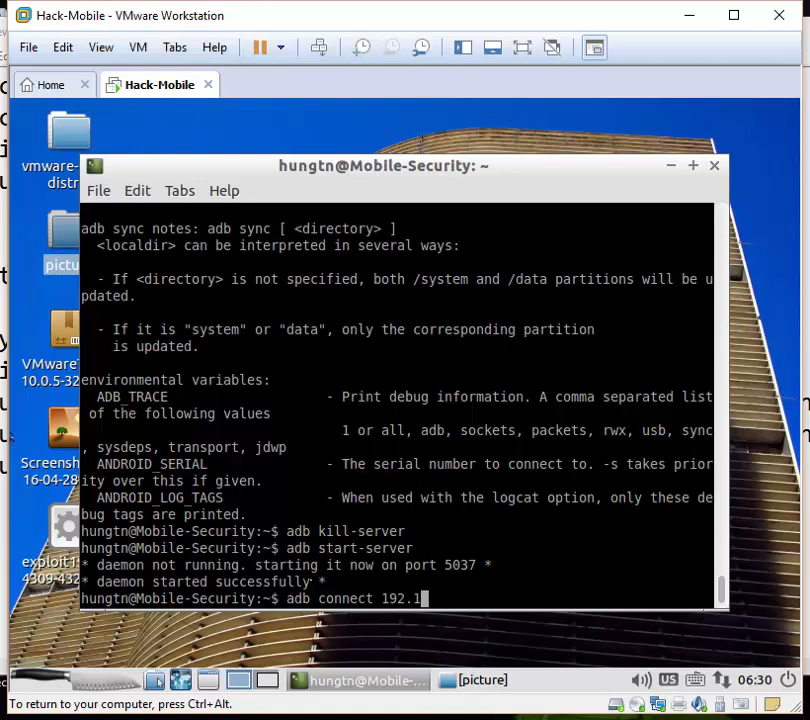 Hack-Mobile - VMware Workstation
File Edit View VM Tabs Help
Home Hack-Mobile
vmware-
distr
pictu
VMwareT
10.0.5-32
Screensh
16-04-28
exploit1
4309-432
hungtn@Mobile-Security: ~
File Edit Tabs Help
adb sync notes: adb sync [ <directory> ]
<localdir> can be interpreted in several ways:
- If <directory> is not specified, both /system and /data partitions will be u
pdated.
- If it is "system" or "data", only the corresponding partition
is updated.
environmental variables:
ADB_TRACE - Print debug information. A comma separated list
of the following values
1 or all, adb, sockets, packets, rwx, usb, sync
, sysdeps, transport, jdwp
ANDROID_SERIAL - The serial number to connect to. -s takes prior
ity over this if given.
ANDROID_LOG_TAGS - When used with the logcat option, only these de
bug tags are printed.
hungtn@Mobile-Security:~$ adb kill-server
hungtn@Mobile-Security:~$ adb start-server
* daemon not running. starting it now on port 5037 *
* daemon started successfully *
hungtn@Mobile-Security:~$ adb connect 192.1
hungtn@Mobile-... [picture] US 06:30
To return to your computer, press Ctrl+Alt.